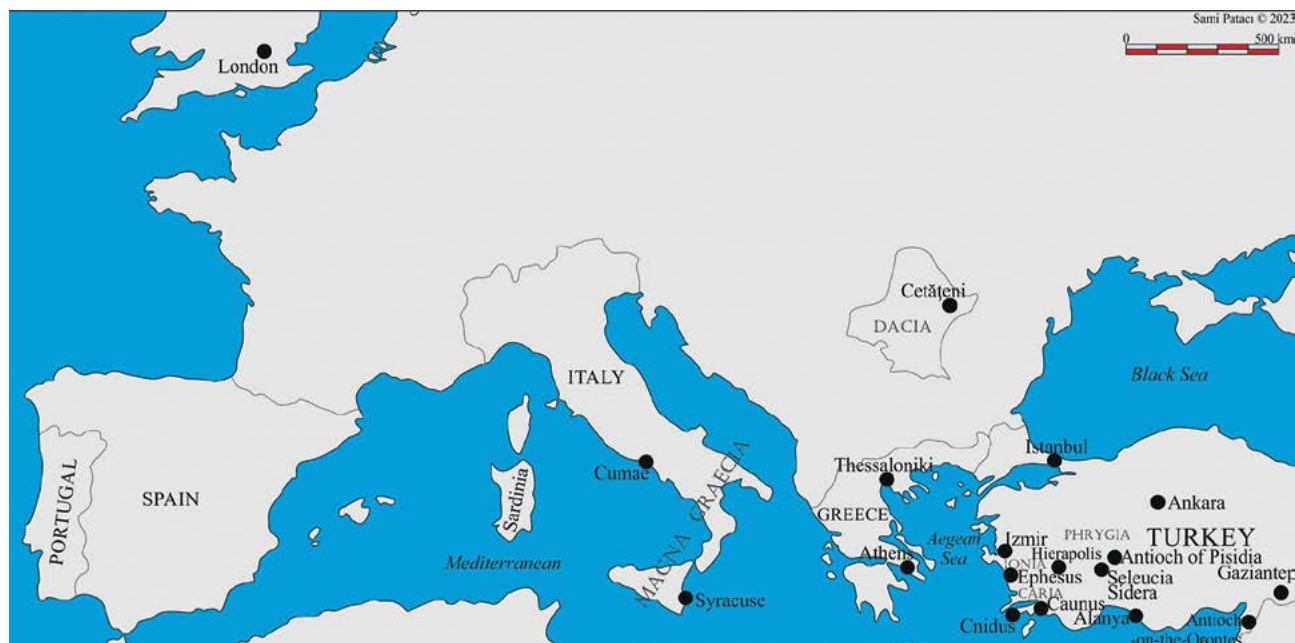 Sami Patacı © 2023
0 500 km
London
Cetăţeni
DACIA
Black Sea
ITALY
Istanbul
Cumae
Thessaloniki
MAGNA GRAECIA
Sardinia
SPAIN
PORTUGAL
Ankara
GREECE
PHRYGIA
TURKEY
Aegean
Sea
Izmir
Mediterranean
Athens
Hierapolis
Antioch of Pisidia
IONIA
Ephesus
Seleucia
Sidera
Gaziantep
CARIA
Syracuse
Caunus
Cnidus
Alanya
Antioch
-on-the-Orontes